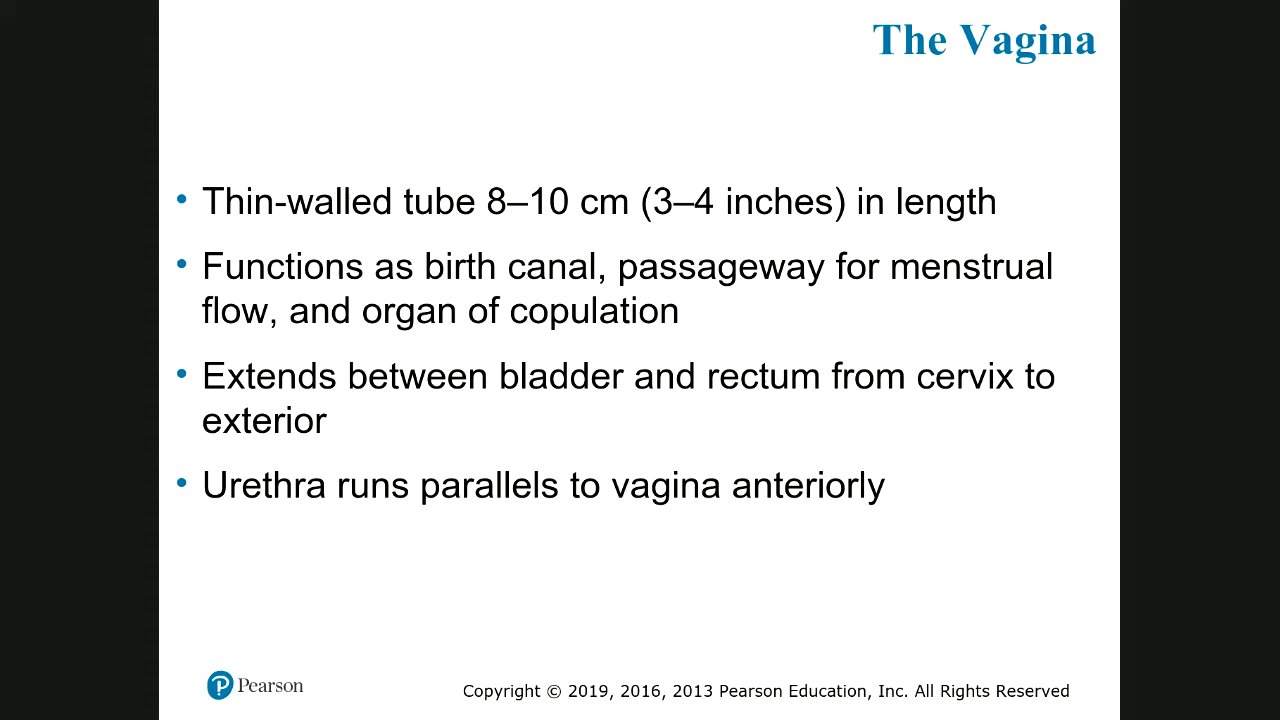 The Vagina
• Thin-walled tube 8–10 cm (3–4 inches) in length
• Functions as birth canal, passageway for menstrual
flow, and organ of copulation
• Extends between bladder and rectum from cervix to
exterior
• Urethra runs parallels to vagina anteriorly
P Pearson
Copyright © 2019, 2016, 2013 Pearson Education, Inc. All Rights Reserved